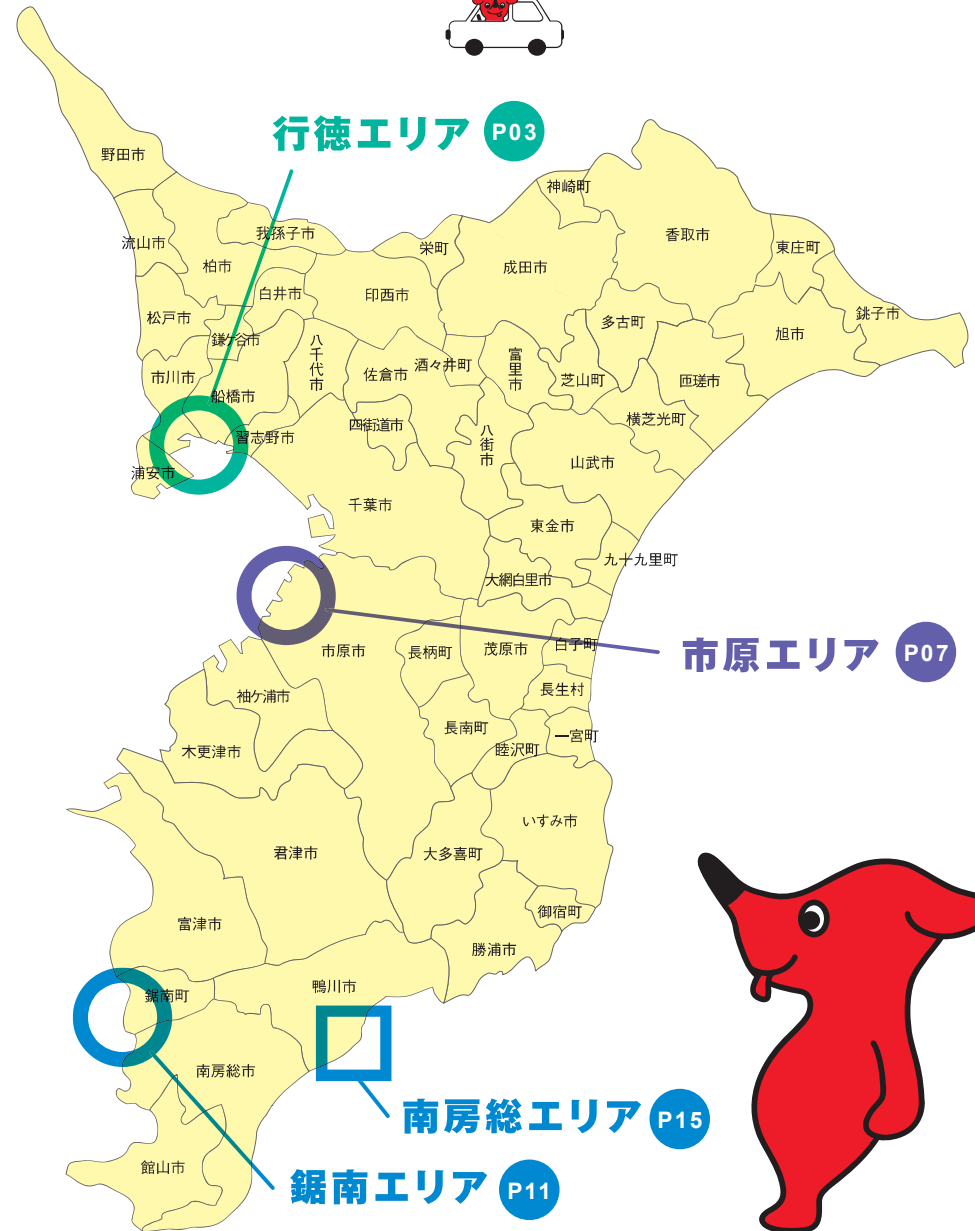 行徳エリア P03
野田市
神崎町
流山市
我孫子市
香取市
東庄町
柏市
栄町
成田市
白井市
印西市
松戸市
多古町
銚子市
旭市
鎌ケ谷市
八千代市
酒々井町
富里市
市川市
佐倉市
芝山町
匝瑳市
船橋市
四街道市
横芝光町
習志野市
八街市
山武市
浦安市
千葉市
東金市
九十九里町
大網白里市
市原市
長柄町
茂原市
白子町
市原エリア P07
袖ケ浦市
長生村
長南町
一宮町
木更津市
睦沢町
いすみ市
君津市
大多喜町
御宿町
富津市
勝浦市
鋸南町
鴨川市
南房総市
南房総エリア P15
館山市
鋸南エリア P11